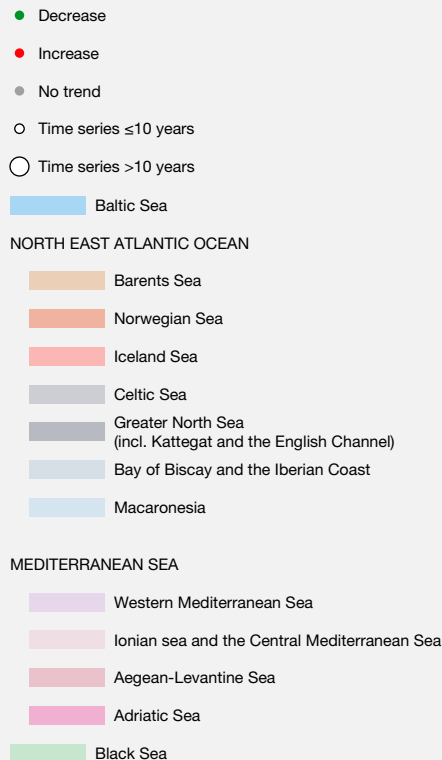 Decrease
Increase
No trend
Time series ≤10 years
Time series >10 years
Baltic Sea
NORTH EAST ATLANTIC OCEAN
Barents Sea
Norwegian Sea
Iceland Sea
Celtic Sea
Greater North Sea
(incl. Kattegat and the English Channel)
Bay of Biscay and the Iberian Coast
Macaronesia
MEDITERRANEAN SEA
Western Mediterranean Sea
Ionian sea and the Central Mediterranean Sea
Aegean-Levantine Sea
Adriatic Sea
Black Sea